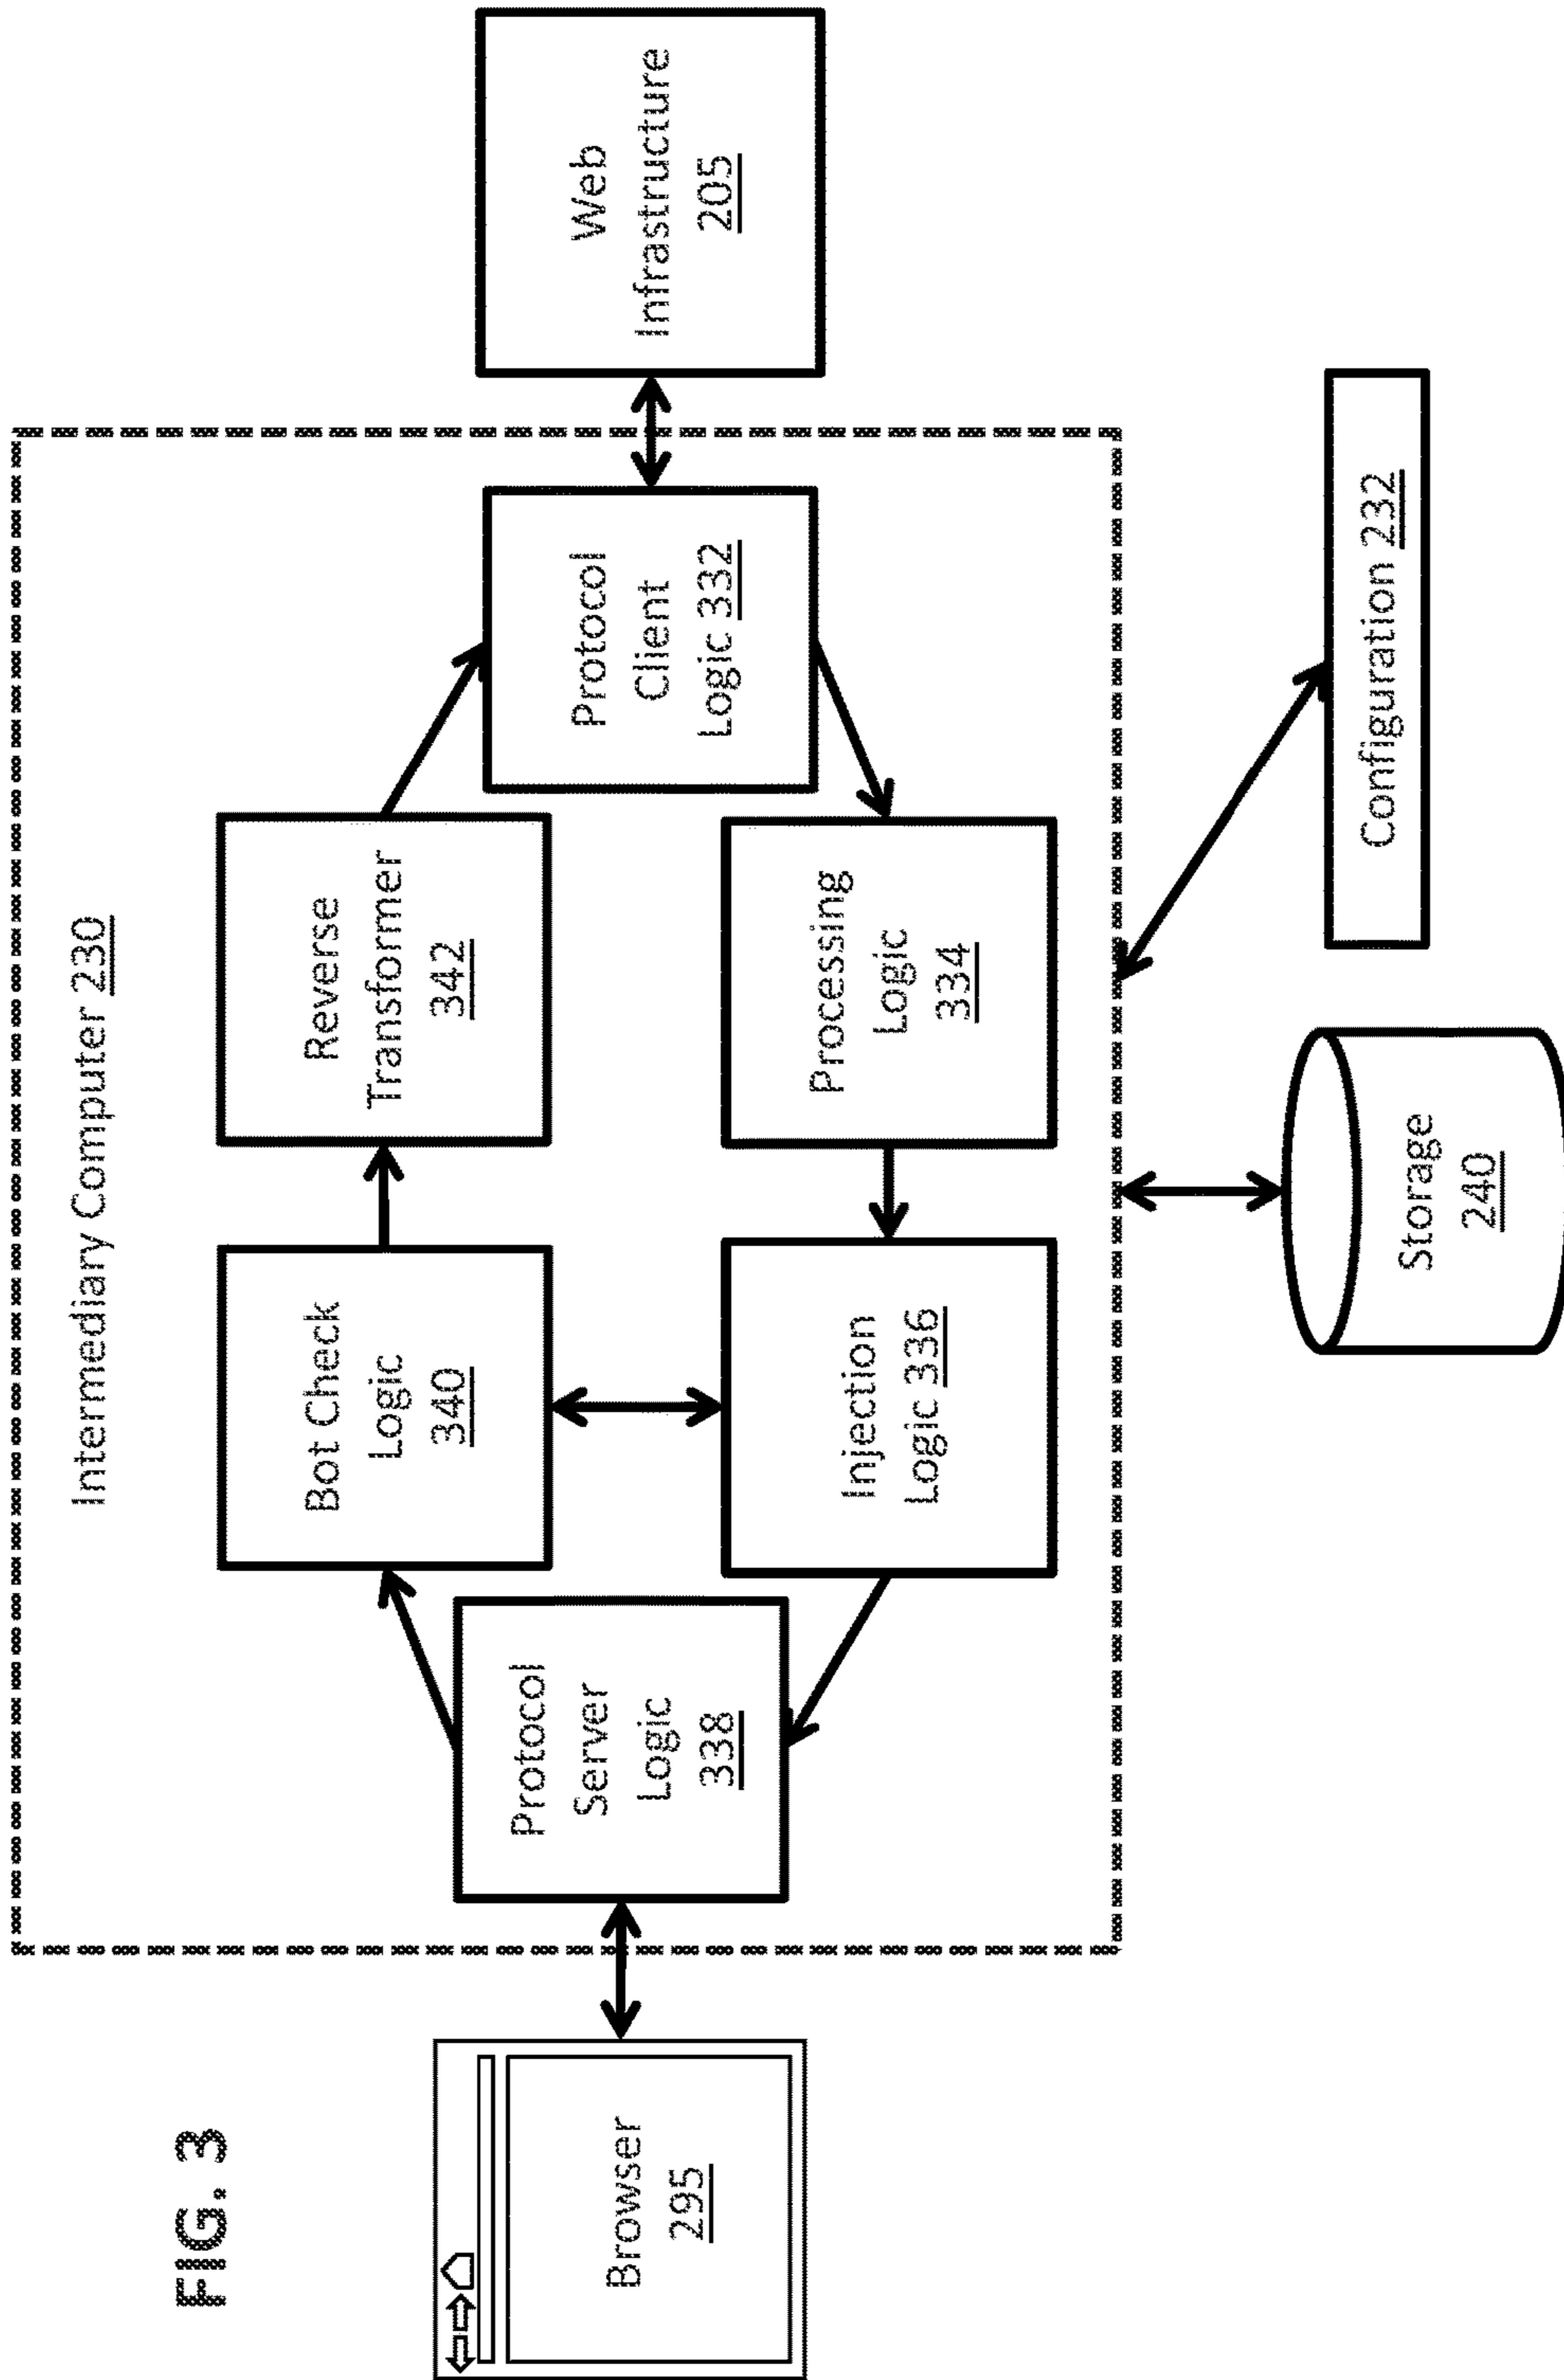 FIG. 3
Intermediary Computer 230
Browser
295
Protocol
Server
Logic
338
Bot Check
Logic
340
Reverse
Transformer
342
Injection
Logic 336
Processing
Logic
334
Protocol
Client
Logic 332
Web
Infrastructure
205
Storage
240
Configuration 232